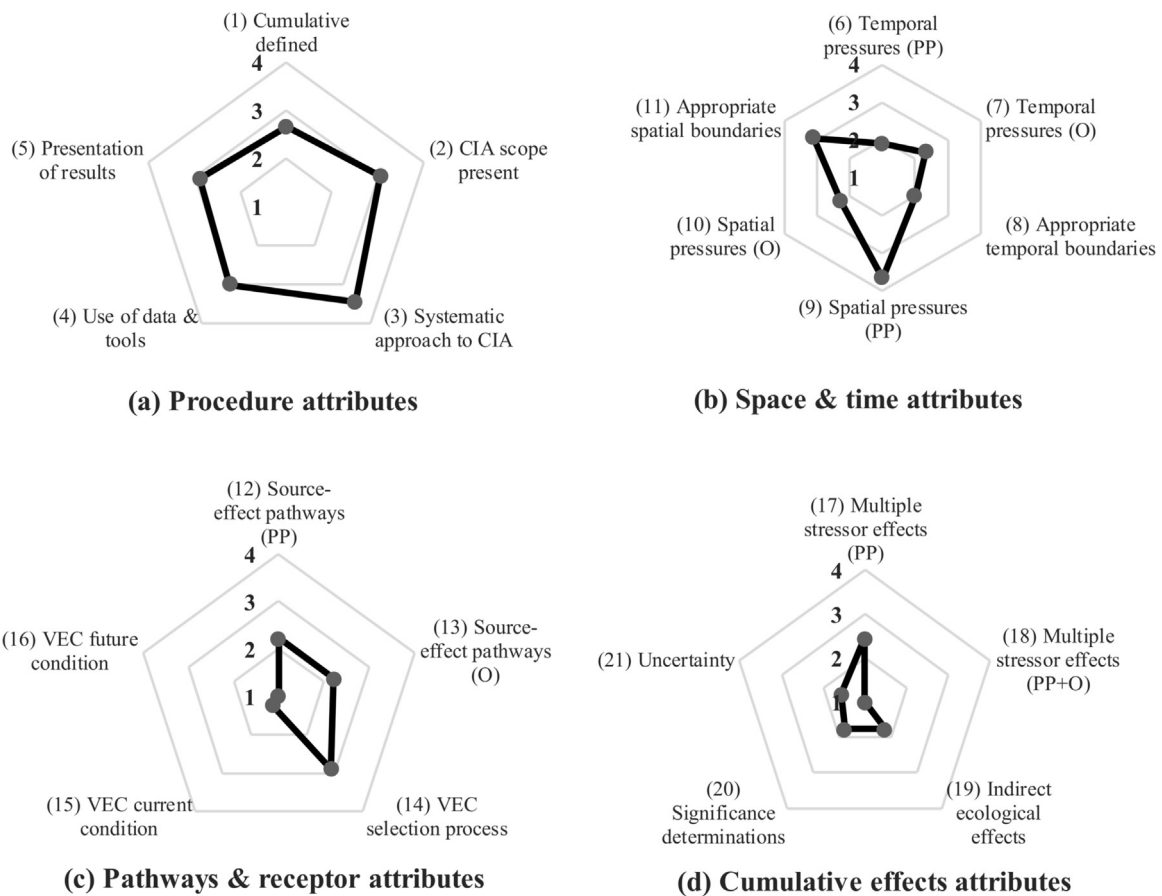 (1) Cumulative
defined
4
3
2
1
(2) CIA scope
present
(3) Systematic
approach to CIA
(4) Use of data &
tools
(5) Presentation
of results
(a) Procedure attributes
(6) Temporal
pressures (PP)
4
3
2
1
(7) Temporal
pressures (O)
(8) Appropriate
temporal boundaries
(9) Spatial pressures
(PP)
(10) Spatial
pressures (O)
(11) Appropriate
spatial boundaries
(b) Space & time attributes
(12) Source-
effect pathways
(PP)
4
3
2
1
(13) Source-
effect pathways
(O)
(14) VEC
selection process
(15) VEC current
condition
(16) VEC future
condition
(c) Pathways & receptor attributes
(17) Multiple
stressor effects
(PP)
4
3
2
1
(18) Multiple
stressor effects
(PP+O)
(19) Indirect
ecological
effects
(20)
Significance
determinations
(21) Uncertainty
(d) Cumulative effects attributes